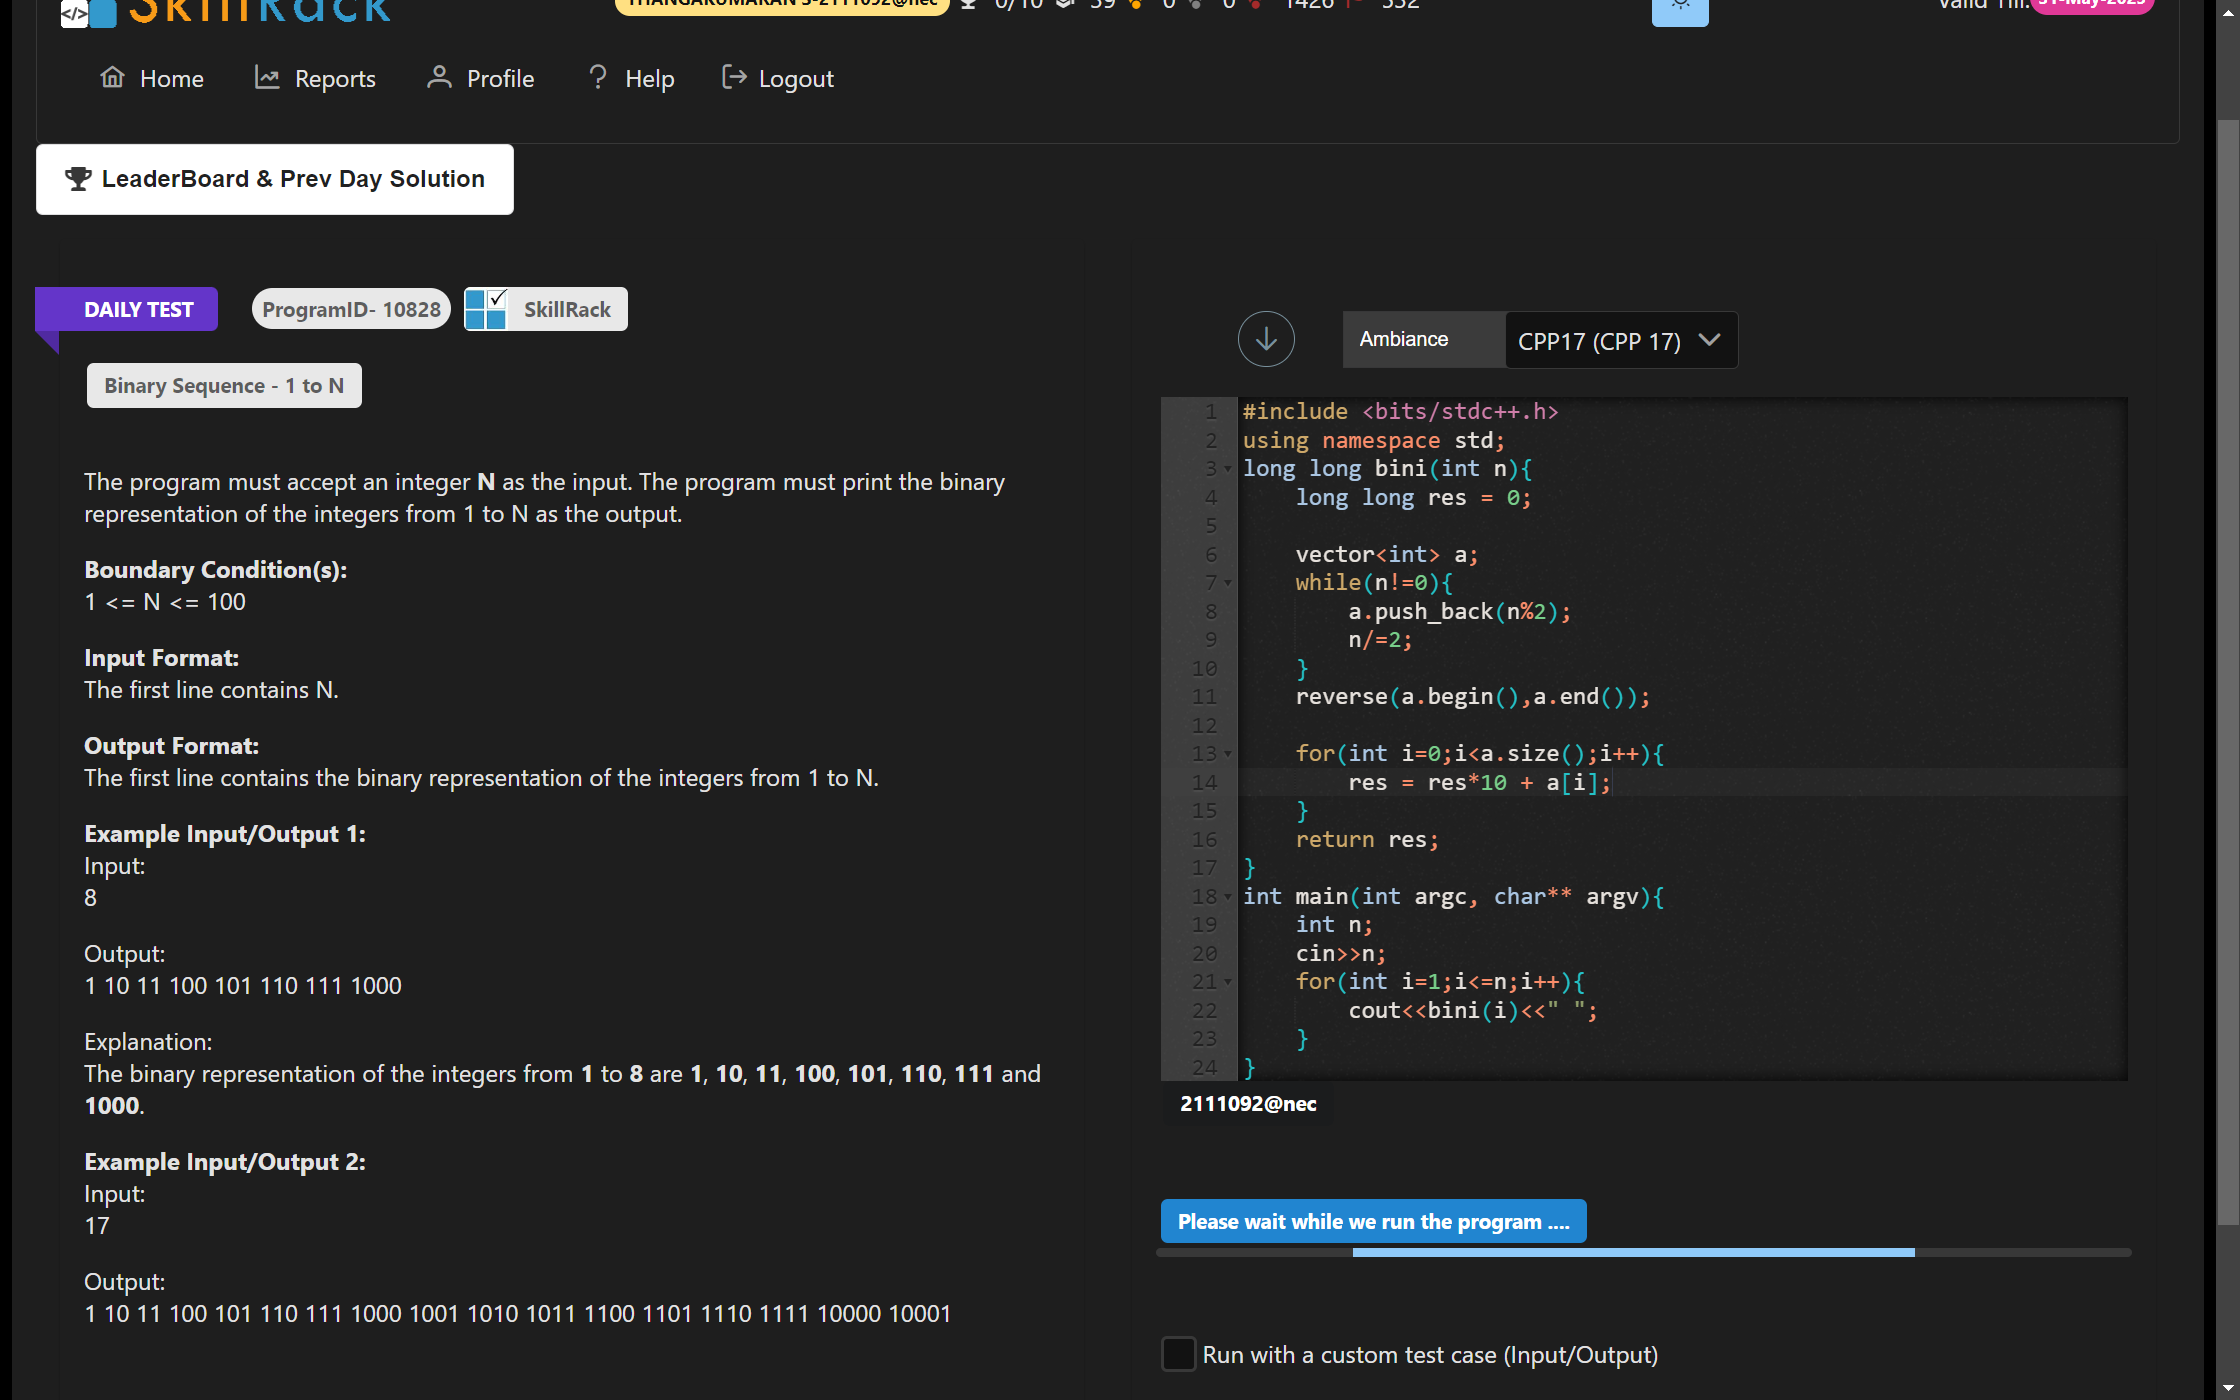 SkillRack
THANGAKUMARAN S-2111092@nec 0/10 39 0 0 1426 332
Valid Till: 31-May-2025
Home Reports Profile Help Logout
LeaderBoard & Prev Day Solution
DAILY TEST ProgramID- 10828 SkillRack
Binary Sequence - 1 to N
The program must accept an integer N as the input. The program must print the binary
representation of the integers from 1 to N as the output.
Boundary Condition(s):
1 <= N <= 100
Input Format:
The first line contains N.
Output Format:
The first line contains the binary representation of the integers from 1 to N.
Example Input/Output 1:
Input:
8
Output:
1 10 11 100 101 110 111 1000
Explanation:
The binary representation of the integers from 1 to 8 are 1, 10, 11, 100, 101, 110, 111 and
1000.
Example Input/Output 2:
Input:
17
Output:
1 10 11 100 101 110 111 1000 1001 1010 1011 1100 1101 1110 1111 10000 10001
Ambiance CPP17 (CPP 17)
1 #include <bits/stdc++.h>
2 using namespace std;
3 long long bini(int n){
4     long long res = 0;
5
6     vector<int> a;
7     while(n!=0){
8         a.push_back(n%2);
9         n/=2;
10     }
11     reverse(a.begin(),a.end());
12
13     for(int i=0;i<a.size();i++){
14         res = res*10 + a[i];
15     }
16     return res;
17 }
18 int main(int argc, char** argv){
19     int n;
20     cin>>n;
21     for(int i=1;i<=n;i++){
22         cout<<bini(i)<<" ";
23     }
24 }
2111092@nec
Please wait while we run the program ....
Run with a custom test case (Input/Output)